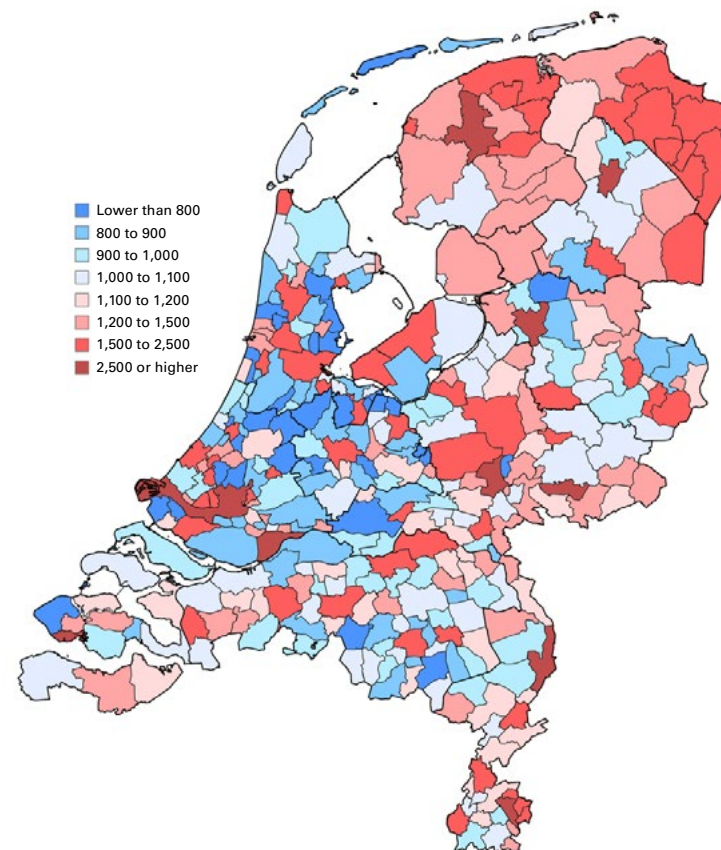 Lower than 800
800 to 900
900 to 1,000
1,000 to 1,100
1,100 to 1,200
1,200 to 1,500
1,500 to 2,500
2,500 or higher